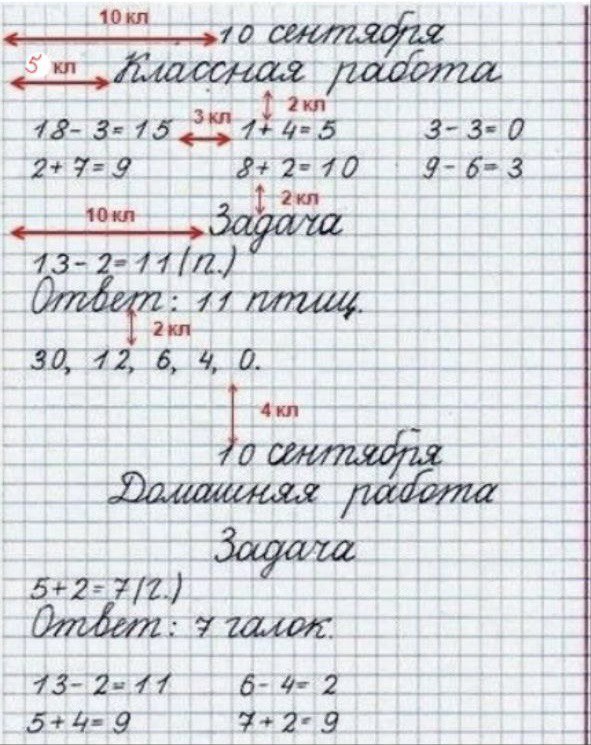 10 кл
10 сентября
5 кл
Классная работа
2 кл
18 - 3 = 15 3 кл 1 + 4 = 5 3 - 3 = 0
2 + 7 = 9 8 + 2 = 10 9 - 6 = 3
2 кл
10 кл
Задача
13 - 2 = 11 (п.)
Ответ: 11 птиц.
2 кл
30, 12, 6, 4, 0.
4 кл
10 сентября
Домашняя работа
Задача
5 + 2 = 7 (г.)
Ответ: 7 галок.
13 - 2 = 11 6 - 4 = 2
5 + 4 = 9 7 + 2 = 9